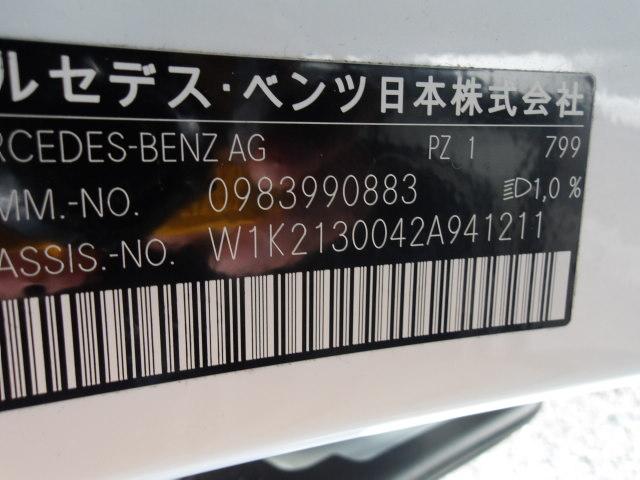 ルセデス・ベンツ日本株式会社
RCEDES-BENZ AG PZ 1 799
MM.-NO. 0983990883 1,0 %
ASSIS.-NO. W1K2130042A941211